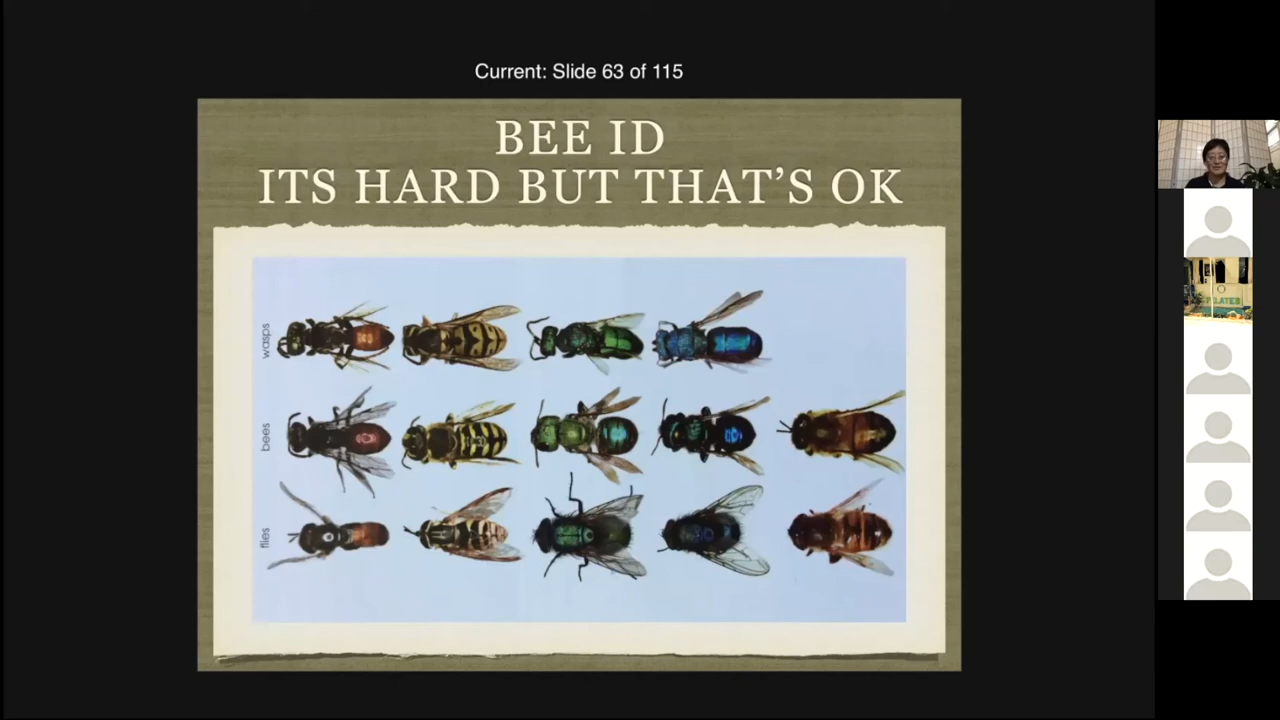 Current: Slide 63 of 115
BEE ID
ITS HARD BUT THAT'S OK
wasps
bees
flies